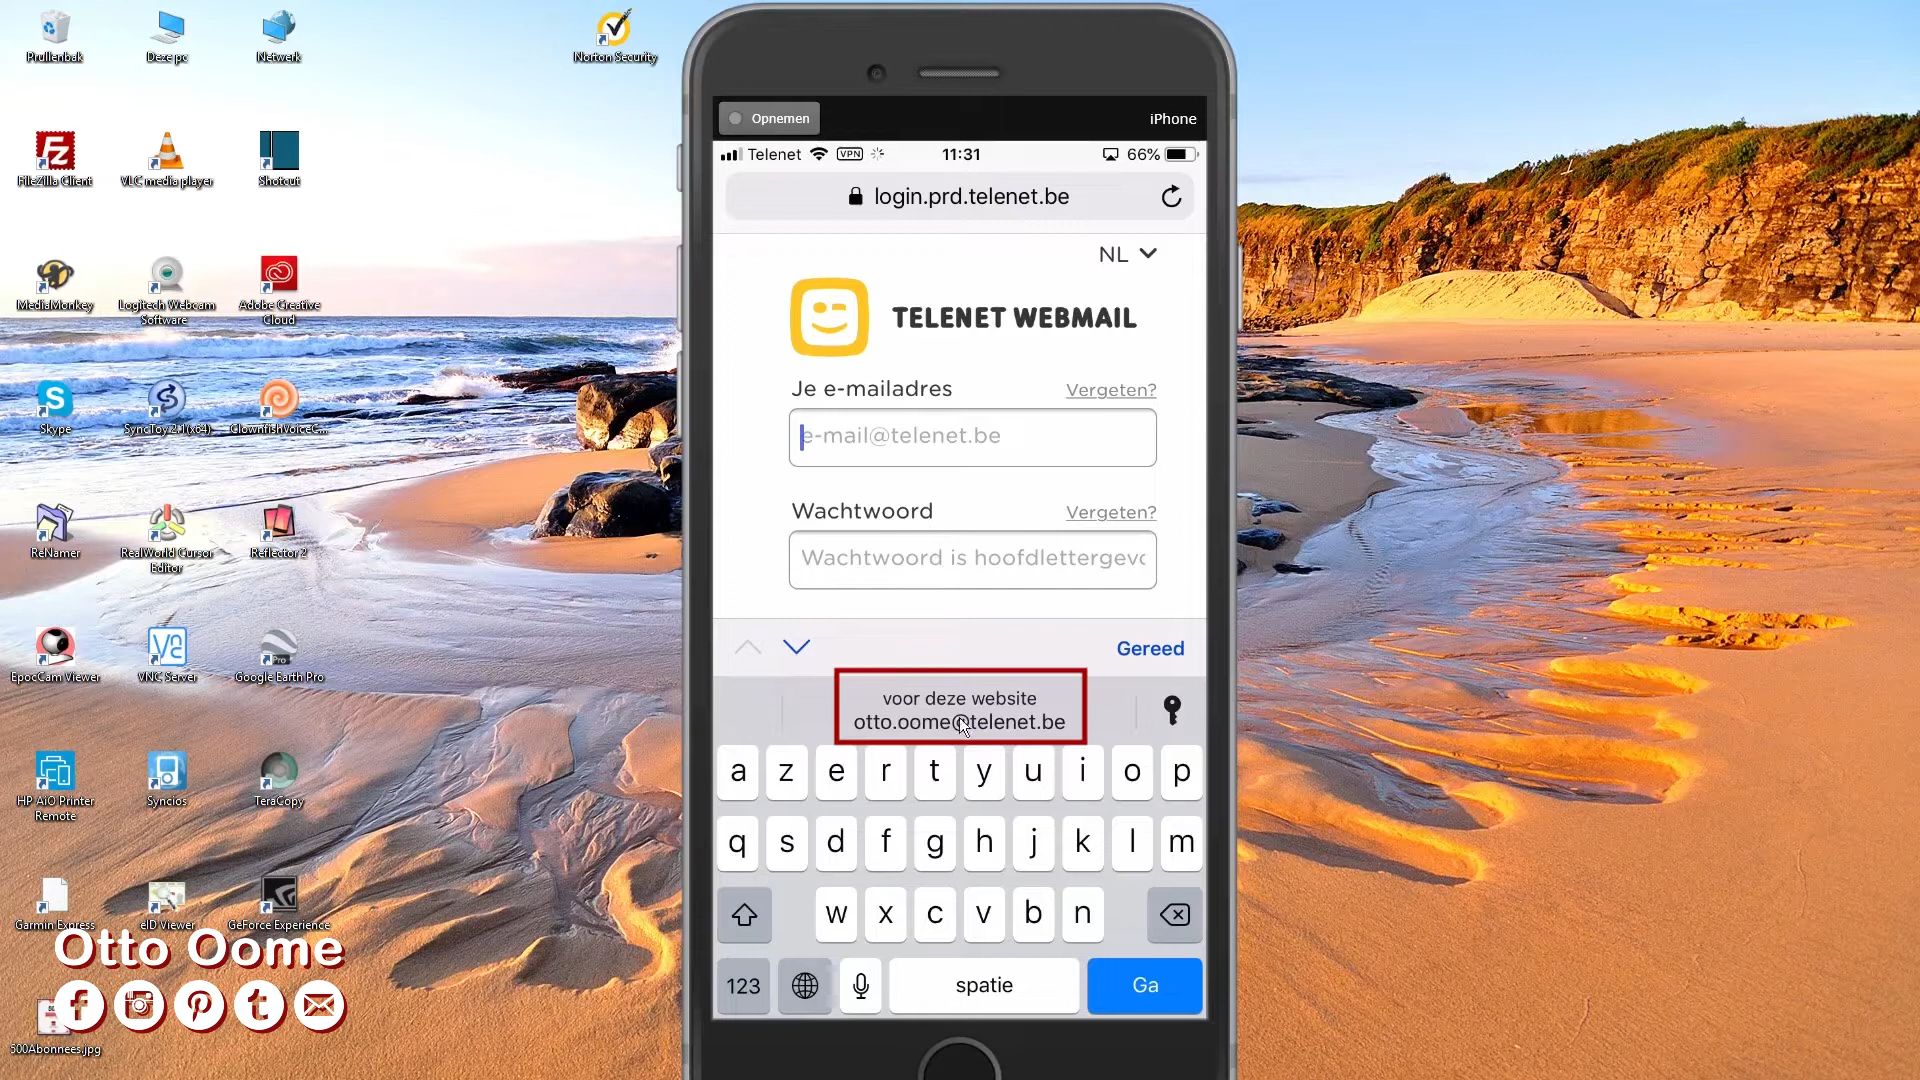 Prullenbak
Deze pc
Netwerk
Norton Security
FileZilla Client
VLC media player
Shotcut
MediaMonkey
Logitech Webcam
Software
Adobe Creative
Cloud
Skype
SyncToy 2.1(x64)
ClownfishVoiceC...
ReNamer
RealWorld Cursor
Editor
Reflector 2
EpocCam Viewer
VNC Server
Google Earth Pro
HP AiO Printer
Remote
Syncios
TeraCopy
Garmin Express
eID Viewer
GeForce Experience
Otto Oome
500Abonnees.jpg
Opnemen
iPhone
Telenet
VPN
11:31
66%
login.prd.telenet.be
NL
TELENET WEBMAIL
Je e-mailadres
Vergeten?
e-mail@telenet.be
Wachtwoord
Vergeten?
Wachtwoord is hoofdlettergevo
Gereed
voor deze website
otto.oome@telenet.be
a z e r t y u i o p
q s d f g h j k l m
w x c v b n
123
spatie
Ga